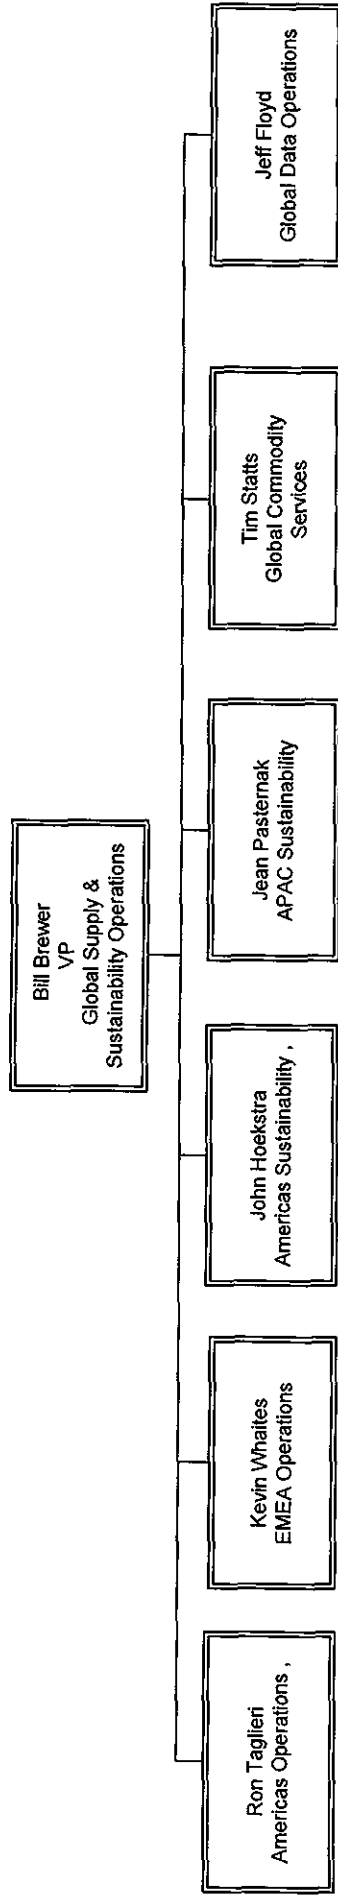 Bill Brewer
VP
Global Supply &
Sustainability Operations
Ron Taglieri
Americas Operations ,
Kevin Whaites
EMEA Operations
John Hoekstra
Americas Sustainability ,
Jean Pasternak
APAC Sustainability
Tim Statts
Global Commodity
Services
Jeff Floyd
Global Data Operations